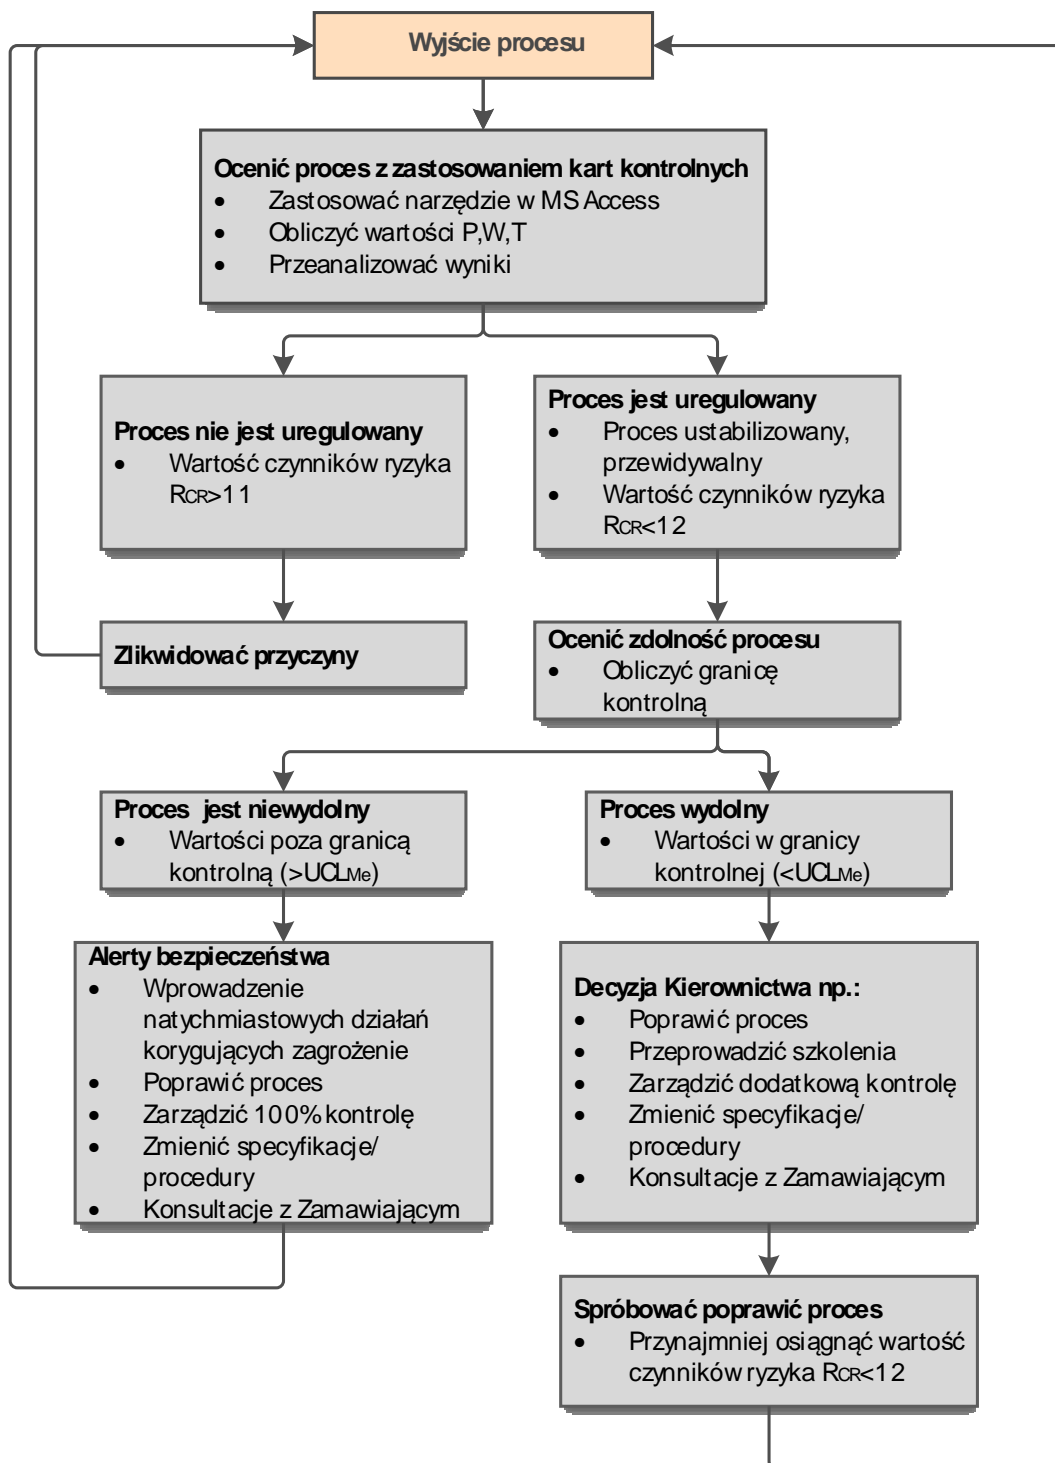 Wyjście procesu
Ocenić proces z zastosowaniem kart kontrolnych
• Zastosować narzędzie w MS Access
• Obliczyć wartości P,W,T
• Przeanalizować wyniki
Proces nie jest uregulowany
• Wartość czynników ryzyka
RCR>11
Proces jest uregulowany
• Proces ustabilizowany,
przewidywalny
• Wartość czynników ryzyka
RCR<12
Zlikwidować przyczyny
Ocenić zdolność procesu
• Obliczyć granicę
kontrolną
Proces jest niewydolny
• Wartości poza granicą
kontrolną (>UCLMe)
Proces wydolny
• Wartości w granicy
kontrolnej (<UCLMe)
Alerty bezpieczeństwa
• Wprowadzenie
natychmiastowych działań
korygujących zagrożenie
• Poprawić proces
• Zarządzić 100% kontrolę
• Zmienić specyfikacje/
procedury
• Konsultacje z Zamawiającym
Decyzja Kierownictwa np.:
• Poprawić proces
• Przeprowadzić szkolenia
• Zarządzić dodatkową kontrolę
• Zmienić specyfikacje/
procedury
• Konsultacje z Zamawiającym
Spróbować poprawić proces
• Przynajmniej osiągnąć wartość
czynników ryzyka RCR<12